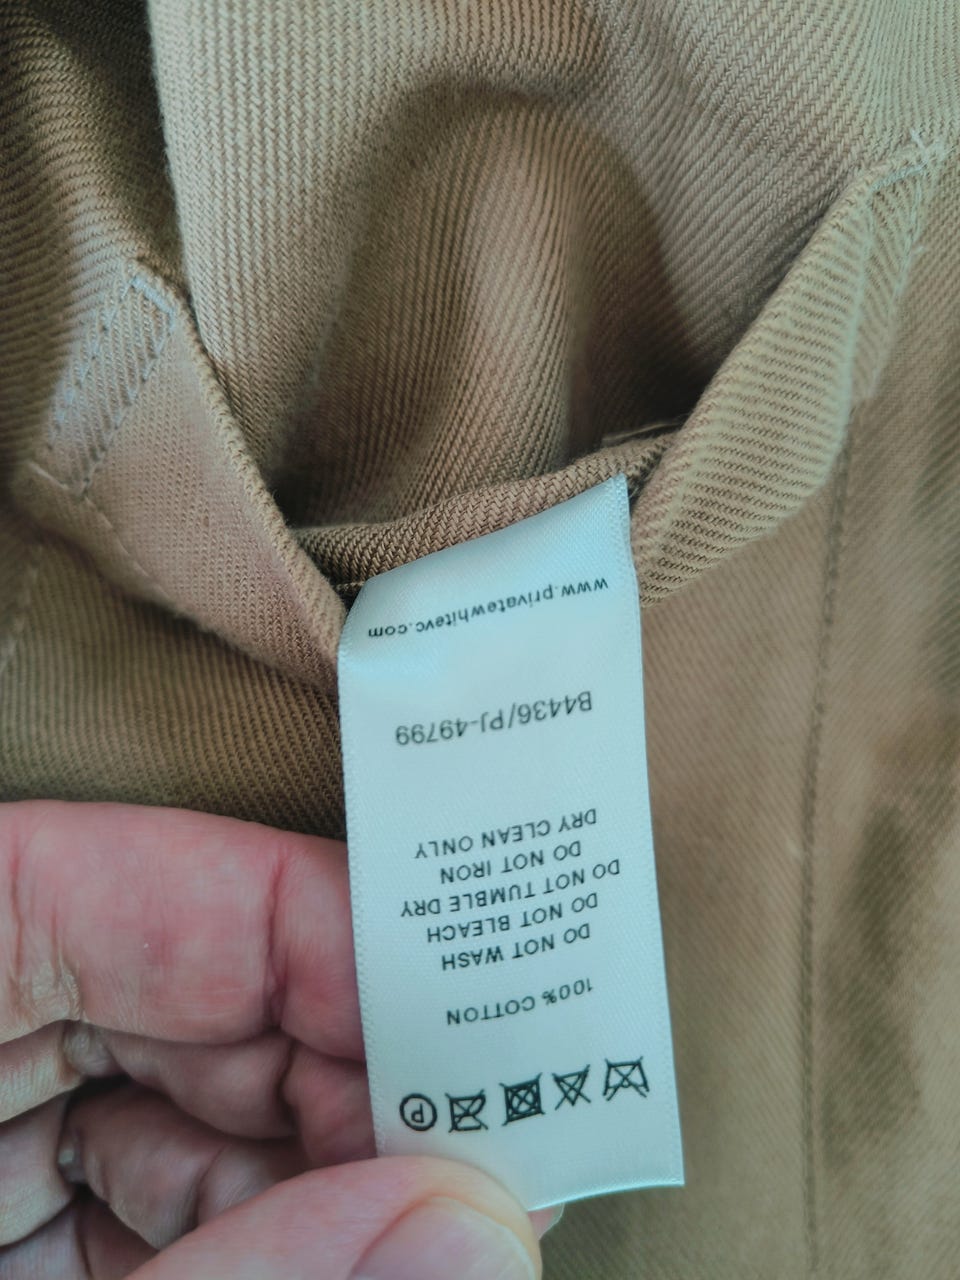 100% COTTON
DO NOT WASH
DO NOT BLEACH
DO NOT TUMBLE DRY
DO NOT IRON
DRY CLEAN ONLY
B4436/PJ-49799
www.privatewhitevc.com